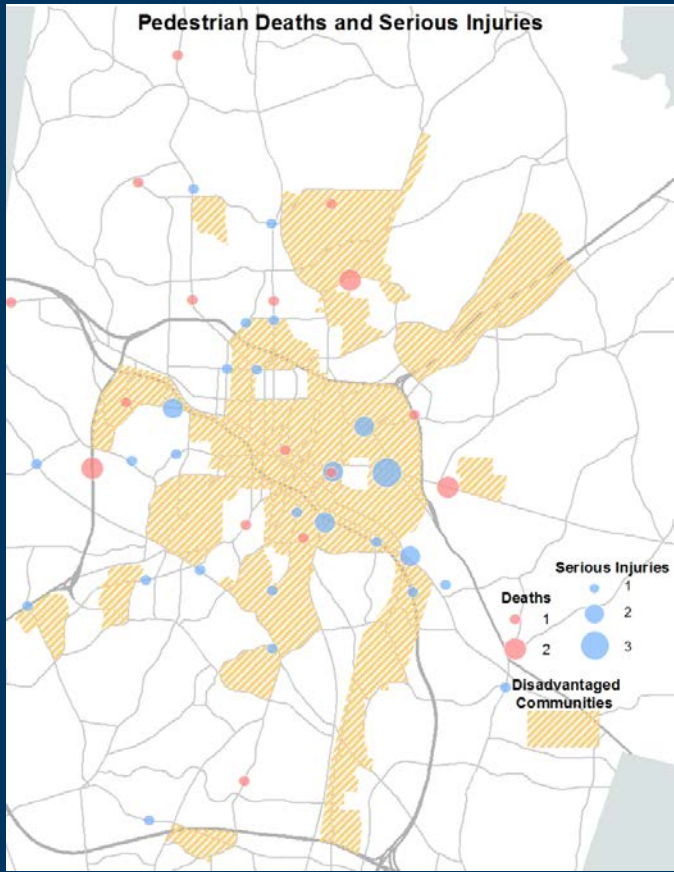 Pedestrian Deaths and Serious Injuries
Serious Injuries
1
2
3
Deaths
1
2
Disadvantaged
Communities